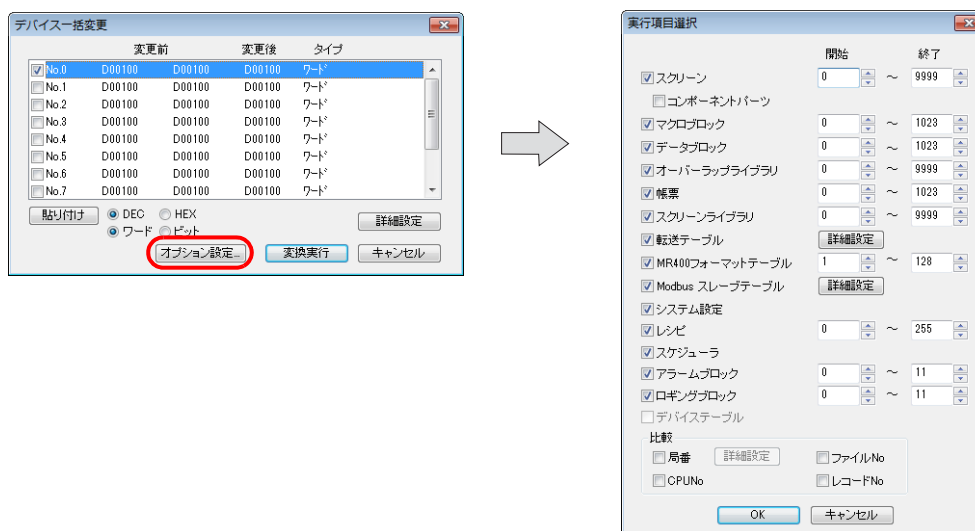 デバイス一括変更
変更前 変更後 タイプ
No.0 D00100 D00100 D00100 ワード
No.1 D00100 D00100 D00100 ワード
No.2 D00100 D00100 D00100 ワード
No.3 D00100 D00100 D00100 ワード
No.4 D00100 D00100 D00100 ワード
No.5 D00100 D00100 D00100 ワード
No.6 D00100 D00100 D00100 ワード
No.7 D00100 D00100 D00100 ワード
貼り付け DEC HEX 詳細設定
ワード ビット
オプション設定... 変換実行 キャンセル
実行項目選択
開始 終了
スクリーン 0 ～ 9999
コンポーネントパーツ
マクロブロック 0 ～ 1023
データブロック 0 ～ 1023
オーバーラップライブラリ 0 ～ 9999
帳票 0 ～ 1023
スクリーンライブラリ 0 ～ 9999
転送テーブル 詳細設定
MR400フォーマットテーブル 1 ～ 128
Modbus スレーブテーブル 詳細設定
システム設定
レシピ 0 ～ 255
スケジューラ
アラームブロック 0 ～ 11
ロギングブロック 0 ～ 11
デバイステーブル
比較
局番 詳細設定 ファイルNo
CPUNo レコードNo
OK キャンセル